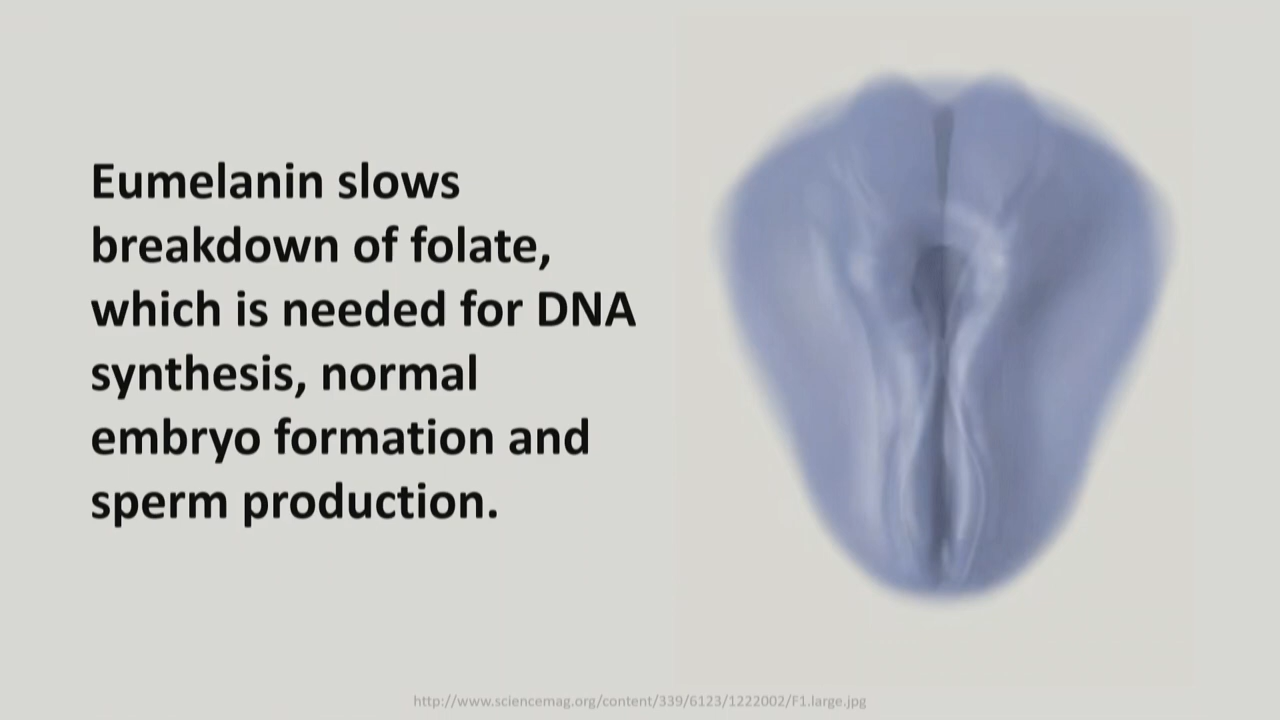 Eumelanin slows
breakdown of folate,
which is needed for DNA
synthesis, normal
embryo formation and
sperm production.
http://www.sciencemag.org/content/339/6123/1222002/F1.large.jpg